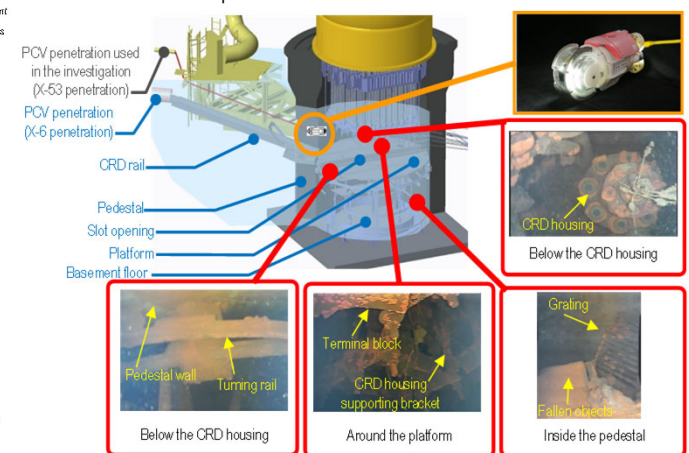 PCV penetration used
in the investigation
(X-53 penetration)
PCV penetration
(X-6 penetration)
CRD rail
Pedestal
Slot opening
Platform
Basement floor
CRD housing
Below the CRD housing
Pedestal wall
Turning rail
Below the CRD housing
Terminal block
CRD housing
supporting bracket
Around the platform
Grating
Fallen objects
Inside the pedestal